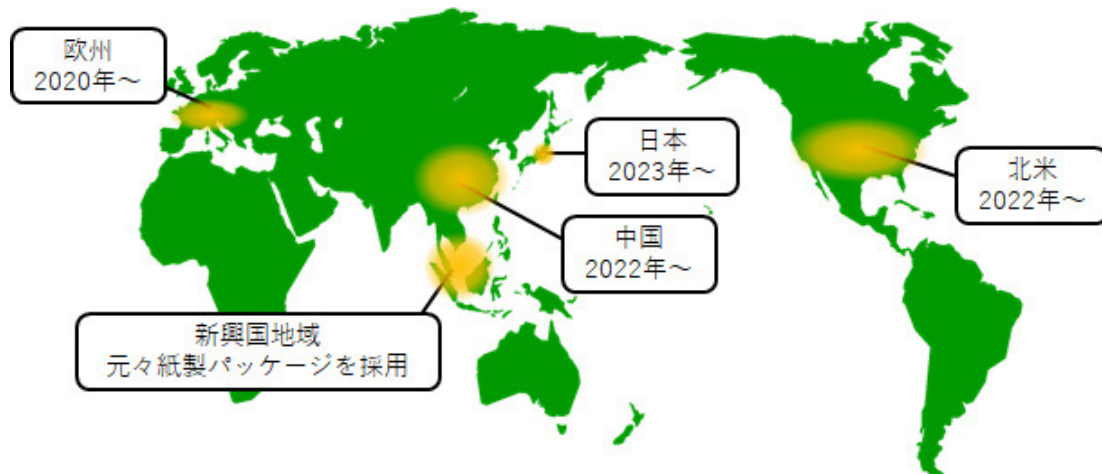 欧州
2020年～
日本
2023年～
北米
2022年～
中国
2022年～
新興国地域
元々紙製パッケージを採用